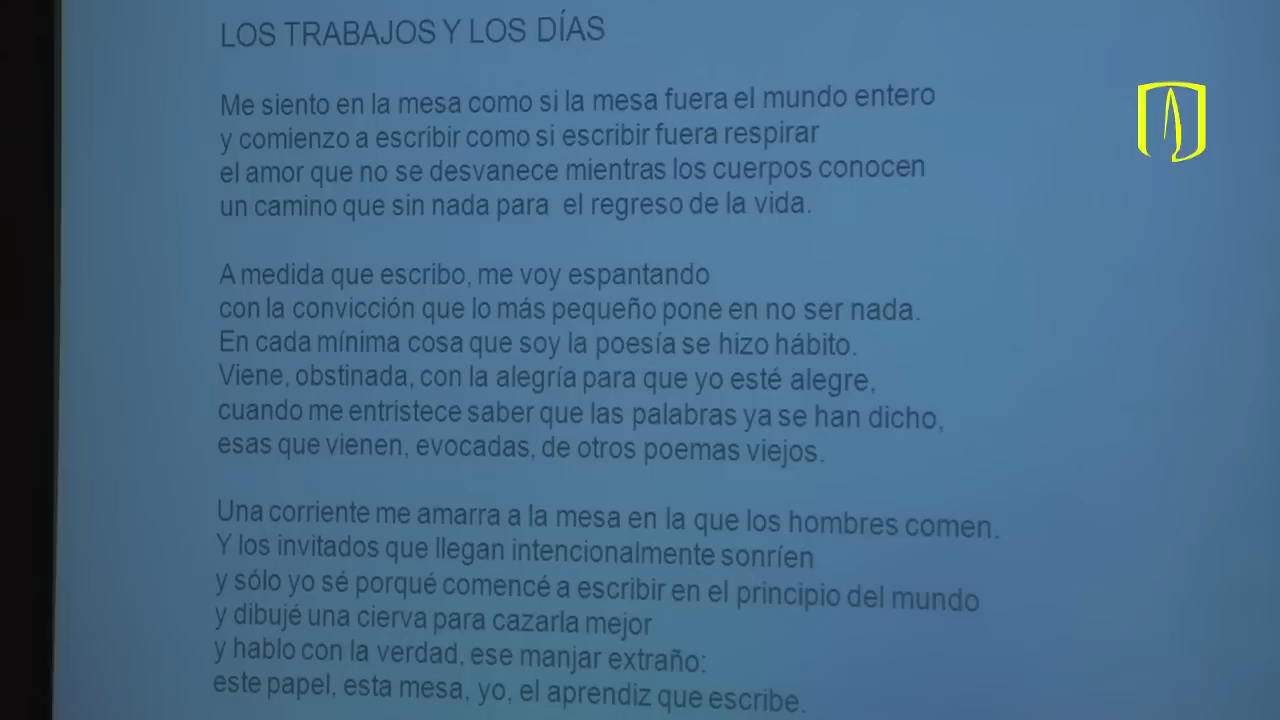 LOS TRABAJOS Y LOS DÍAS
Me siento en la mesa como si la mesa fuera el mundo entero
y comienzo a escribir como si escribir fuera respirar
el amor que no se desvanece mientras los cuerpos conocen
un camino que sin nada para el regreso de la vida.
A medida que escribo, me voy espantando
con la convicción que lo más pequeño pone en no ser nada.
En cada mínima cosa que soy la poesía se hizo hábito.
Viene, obstinada, con la alegría para que yo esté alegre,
cuando me entristece saber que las palabras ya se han dicho,
esas que vienen, evocadas, de otros poemas viejos.
Una corriente me amarra a la mesa en la que los hombres comen.
Y los invitados que llegan intencionalmente sonríen
y sólo yo sé porqué comencé a escribir en el principio del mundo
y dibujé una cierva para cazarla mejor
y hablo con la verdad, ese manjar extraño:
este papel, esta mesa, yo, el aprendiz que escribe.